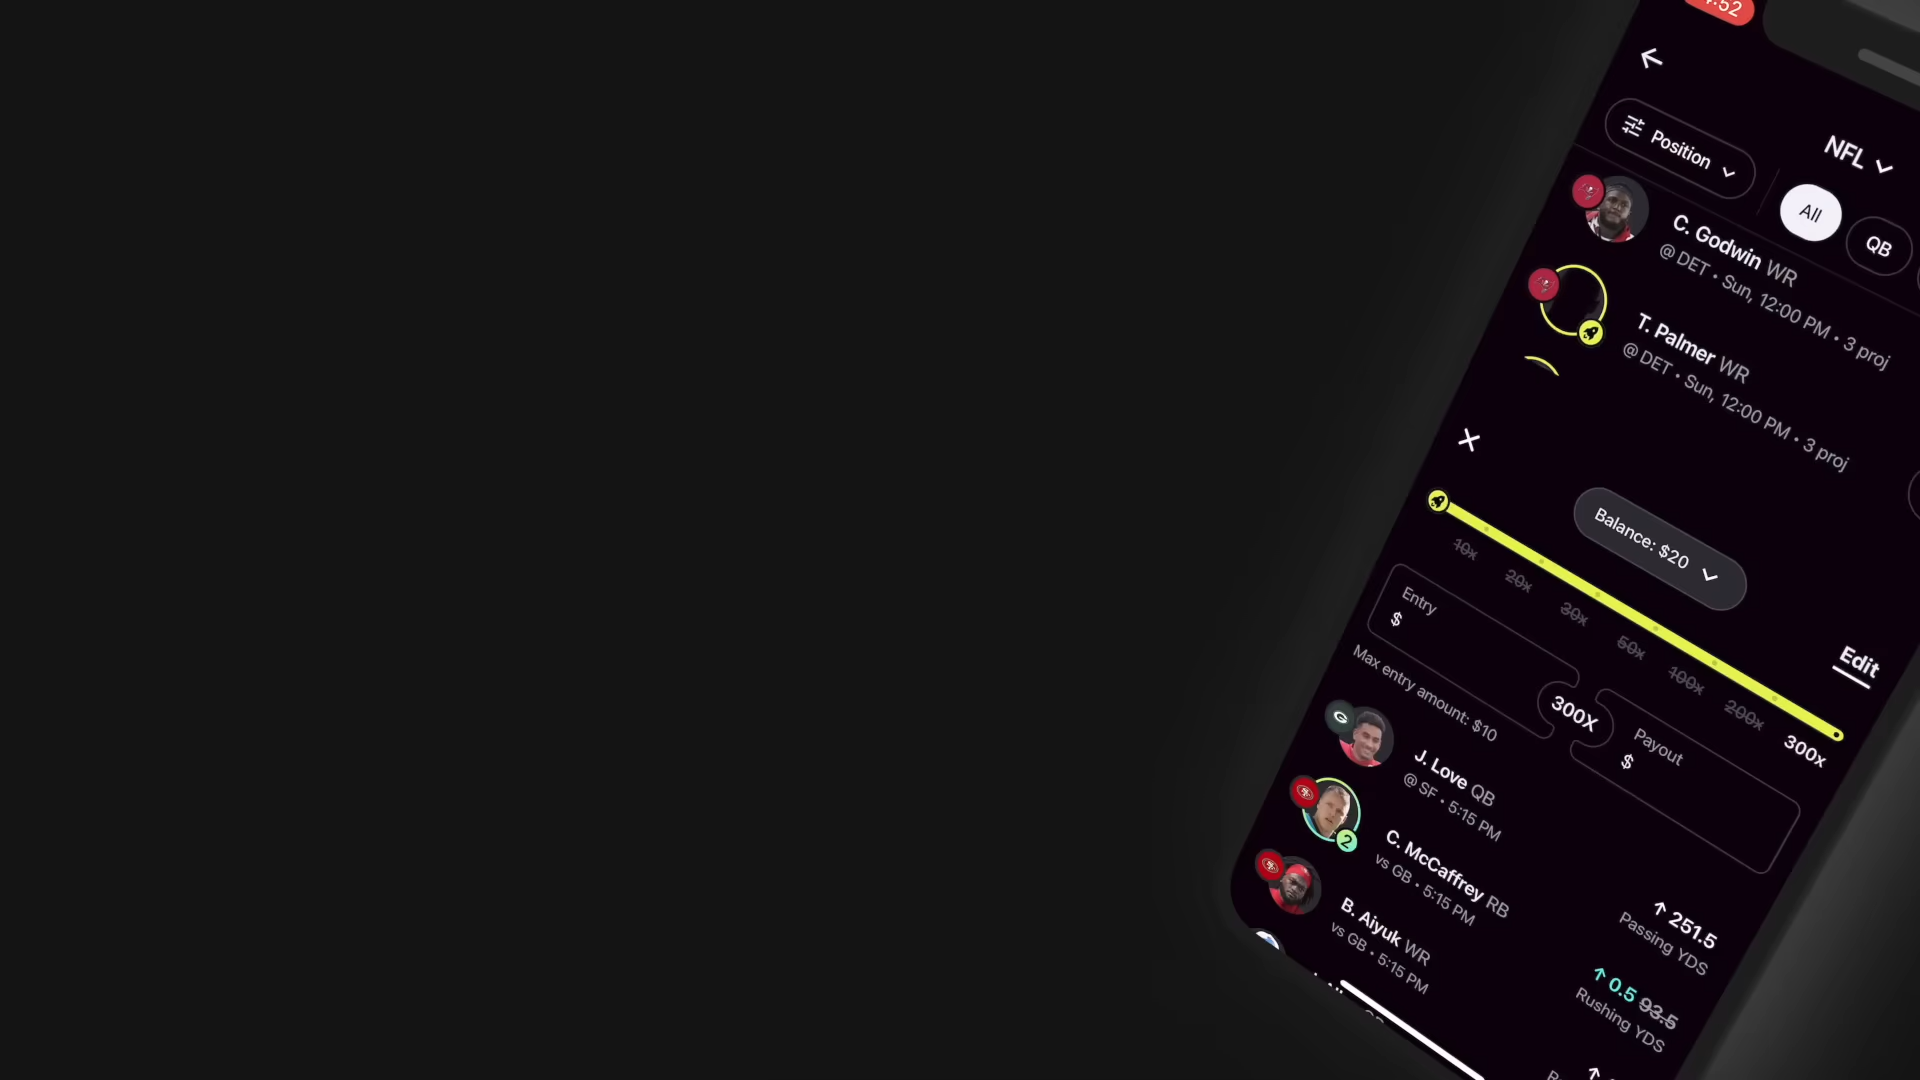 4:52
NFL
Position
All
QB
C. Godwin WR
@ DET • Sun, 12:00 PM • 3 proj
T. Palmer WR
@ DET • Sun, 12:00 PM • 3 proj
Balance: $20
Edit
10x
20x
30x
50x
100x
200x
300x
Entry
$
300X
Payout
$
Max entry amount: $10
J. Love QB
@ SF • 5:15 PM
↑ 251.5
Passing YDS
2
C. McCaffrey RB
vs GB • 5:15 PM
↑ 0.5 93.5
Rushing YDS
B. Aiyuk WR
vs GB • 5:15 PM